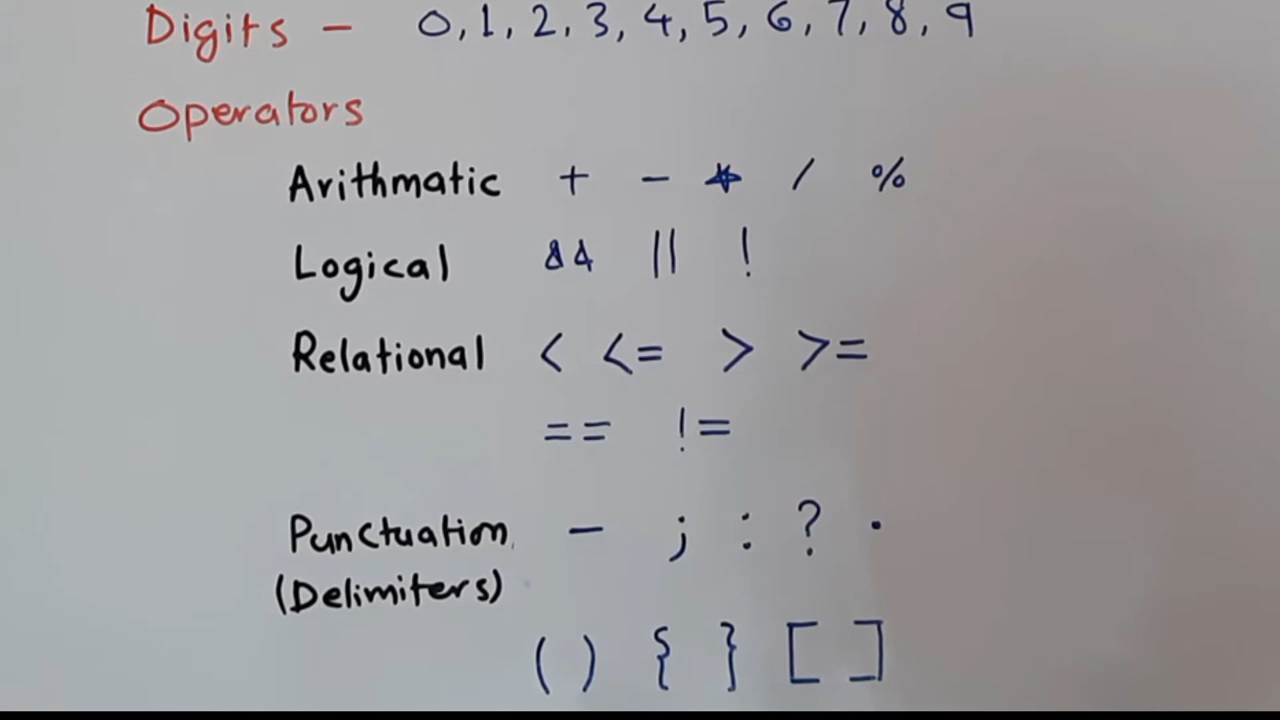 Digits - 0, 1, 2, 3, 4, 5, 6, 7, 8, 9
Operators
Arithmatic + - * / %
Logical && || !
Relational < <= > >=
== !=
Punctuation - ; : ? .
(Delimiters)
( ) { } [ ]